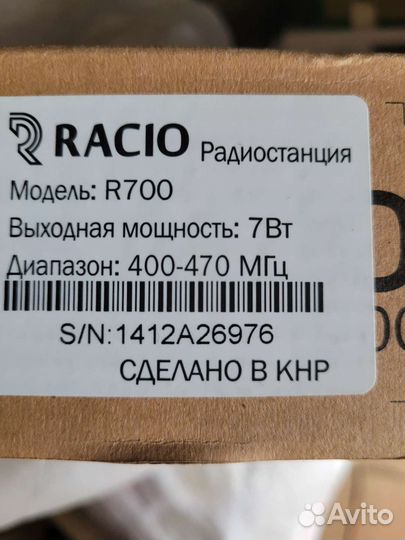 RACIO Радиостанция
Модель: R700
Выходная мощность: 7Вт
Диапазон: 400-470 МГц
S/N:1412A26976
СДЕЛАНО В КНР
Avito